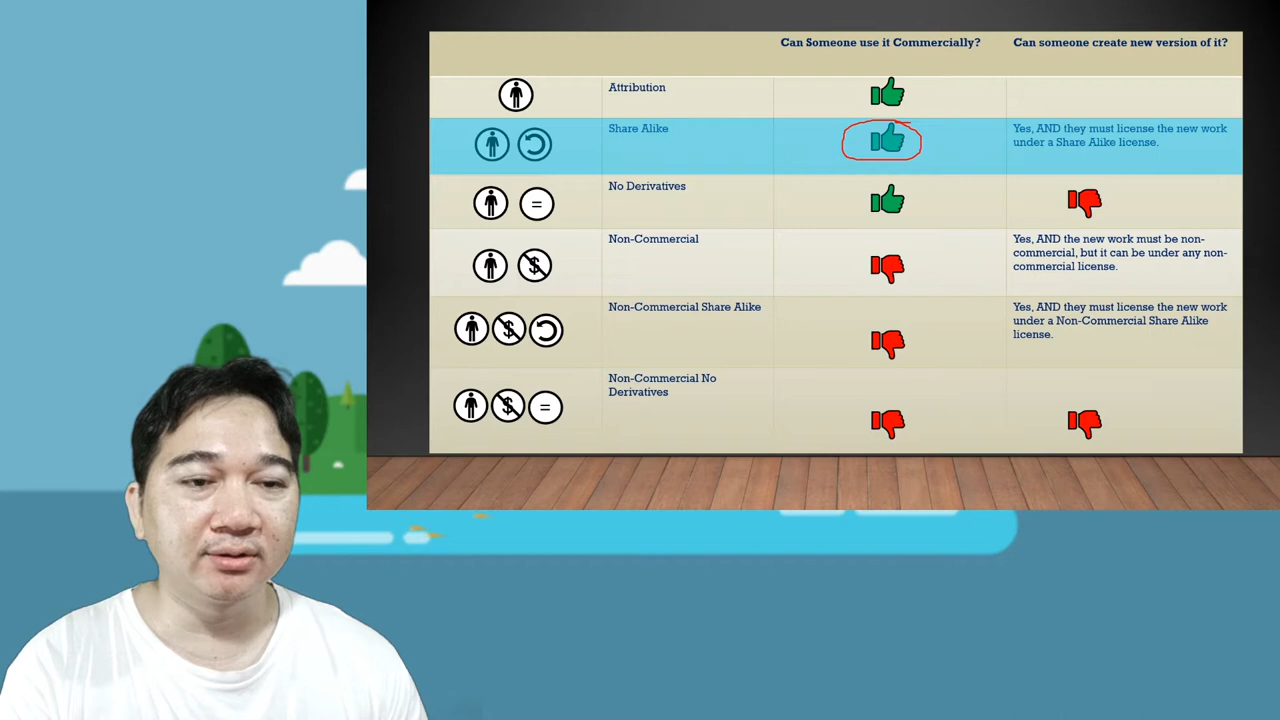 Can Someone use it Commercially?
Can someone create new version of it?
Attribution
Share Alike
Yes, AND they must license the new work
under a Share Alike license.
No Derivatives
=
Non-Commercial
$
Yes, AND the new work must be non-
commercial, but it can be under any non-
commercial license.
Non-Commercial Share Alike
$
Yes, AND they must license the new work
under a Non-Commercial Share Alike
license.
Non-Commercial No
Derivatives
$
=